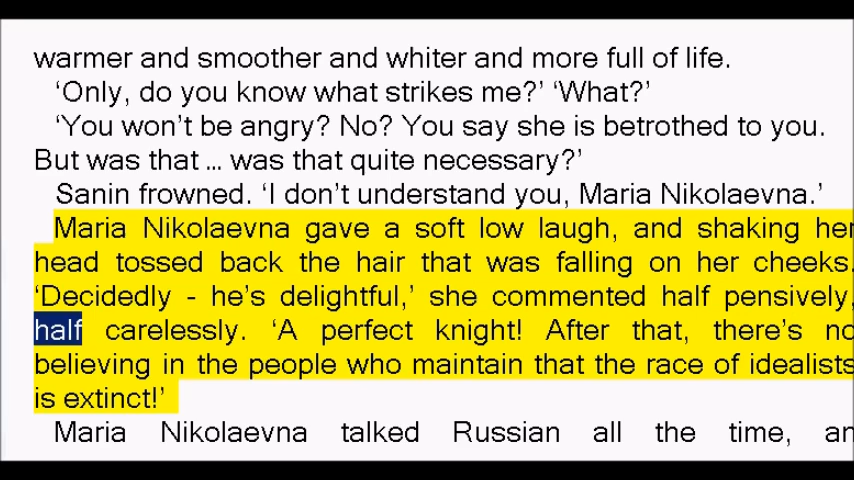 warmer and smoother and whiter and more full of life.
‘Only, do you know what strikes me?’ ‘What?’
‘You won’t be angry? No? You say she is betrothed to you.
But was that ... was that quite necessary?’
Sanin frowned. ‘I don’t understand you, Maria Nikolaevna.’
Maria Nikolaevna gave a soft low laugh, and shaking her
head tossed back the hair that was falling on her cheeks.
‘Decidedly - he’s delightful,’ she commented half pensively,
half carelessly. ‘A perfect knight! After that, there’s no
believing in the people who maintain that the race of idealists
is extinct!’
Maria Nikolaevna talked Russian all the time, an